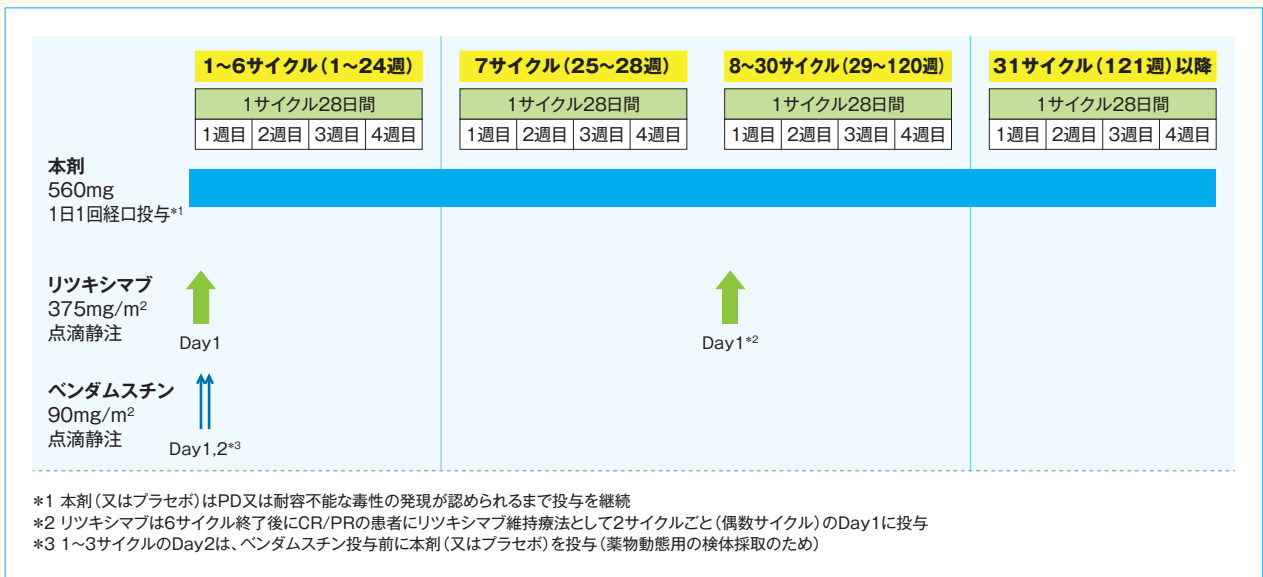 1~6サイクル(1~24週) 7サイクル(25~28週) 8~30サイクル(29~120週) 31サイクル(121週)以降
1サイクル28日間 1サイクル28日間 1サイクル28日間 1サイクル28日間
1週目 2週目 3週目 4週目 1週目 2週目 3週目 4週目 1週目 2週目 3週目 4週目 1週目 2週目 3週目 4週目
本剤
560mg
1日1回経口投与*1
リツキシマブ
375mg/m2
点滴静注
Day1 Day1*2
ベンダムスチン
90mg/m2
点滴静注
Day1,2*3
*1 本剤(又はプラセボ)はPD又は耐容不能な毒性の発現が認められるまで投与を継続
*2 リツキシマブは6サイクル終了後にCR/PRの患者にリツキシマブ維持療法として2サイクルごと(偶数サイクル)のDay1に投与
*3 1~3サイクルのDay2は、ベンダムスチン投与前に本剤(又はプラセボ)を投与(薬物動態用の検体採取のため)